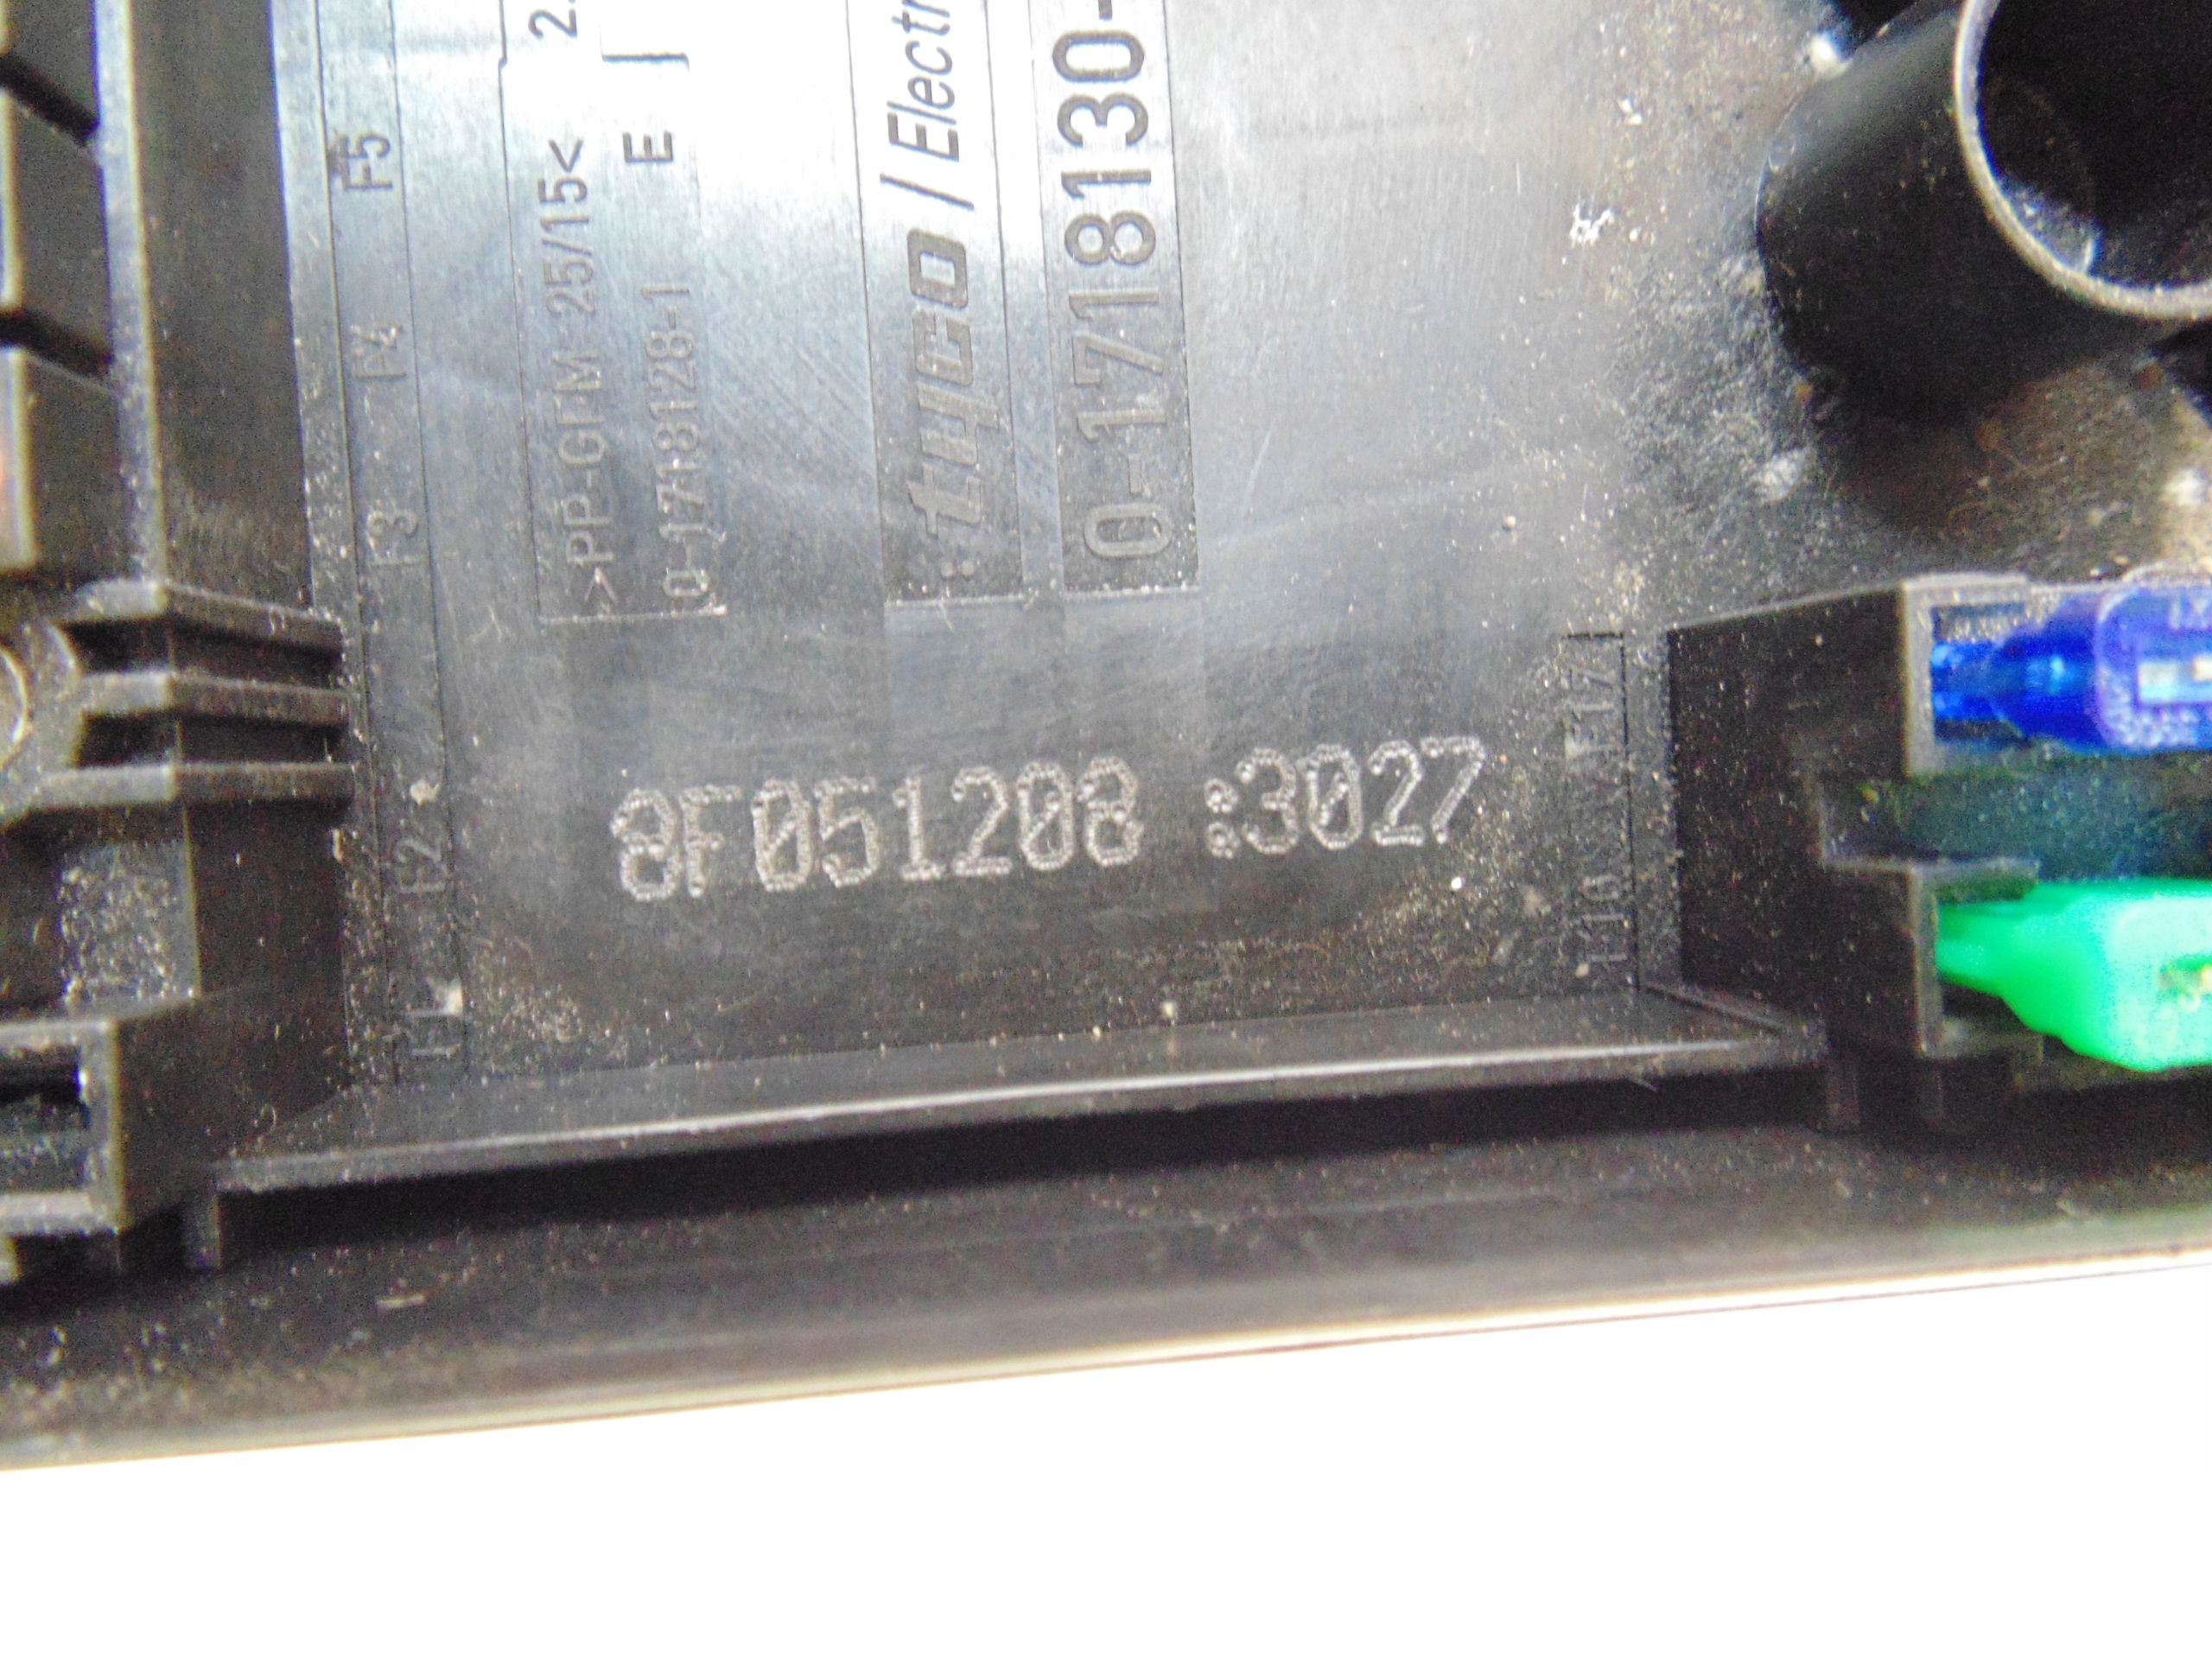 F5
F4
F3
F2
F1
>PP-GFM 25/15<
0-1718128-1
E
:tyco / Electr
0-1718130-
8F051208 :3027
F17
F16